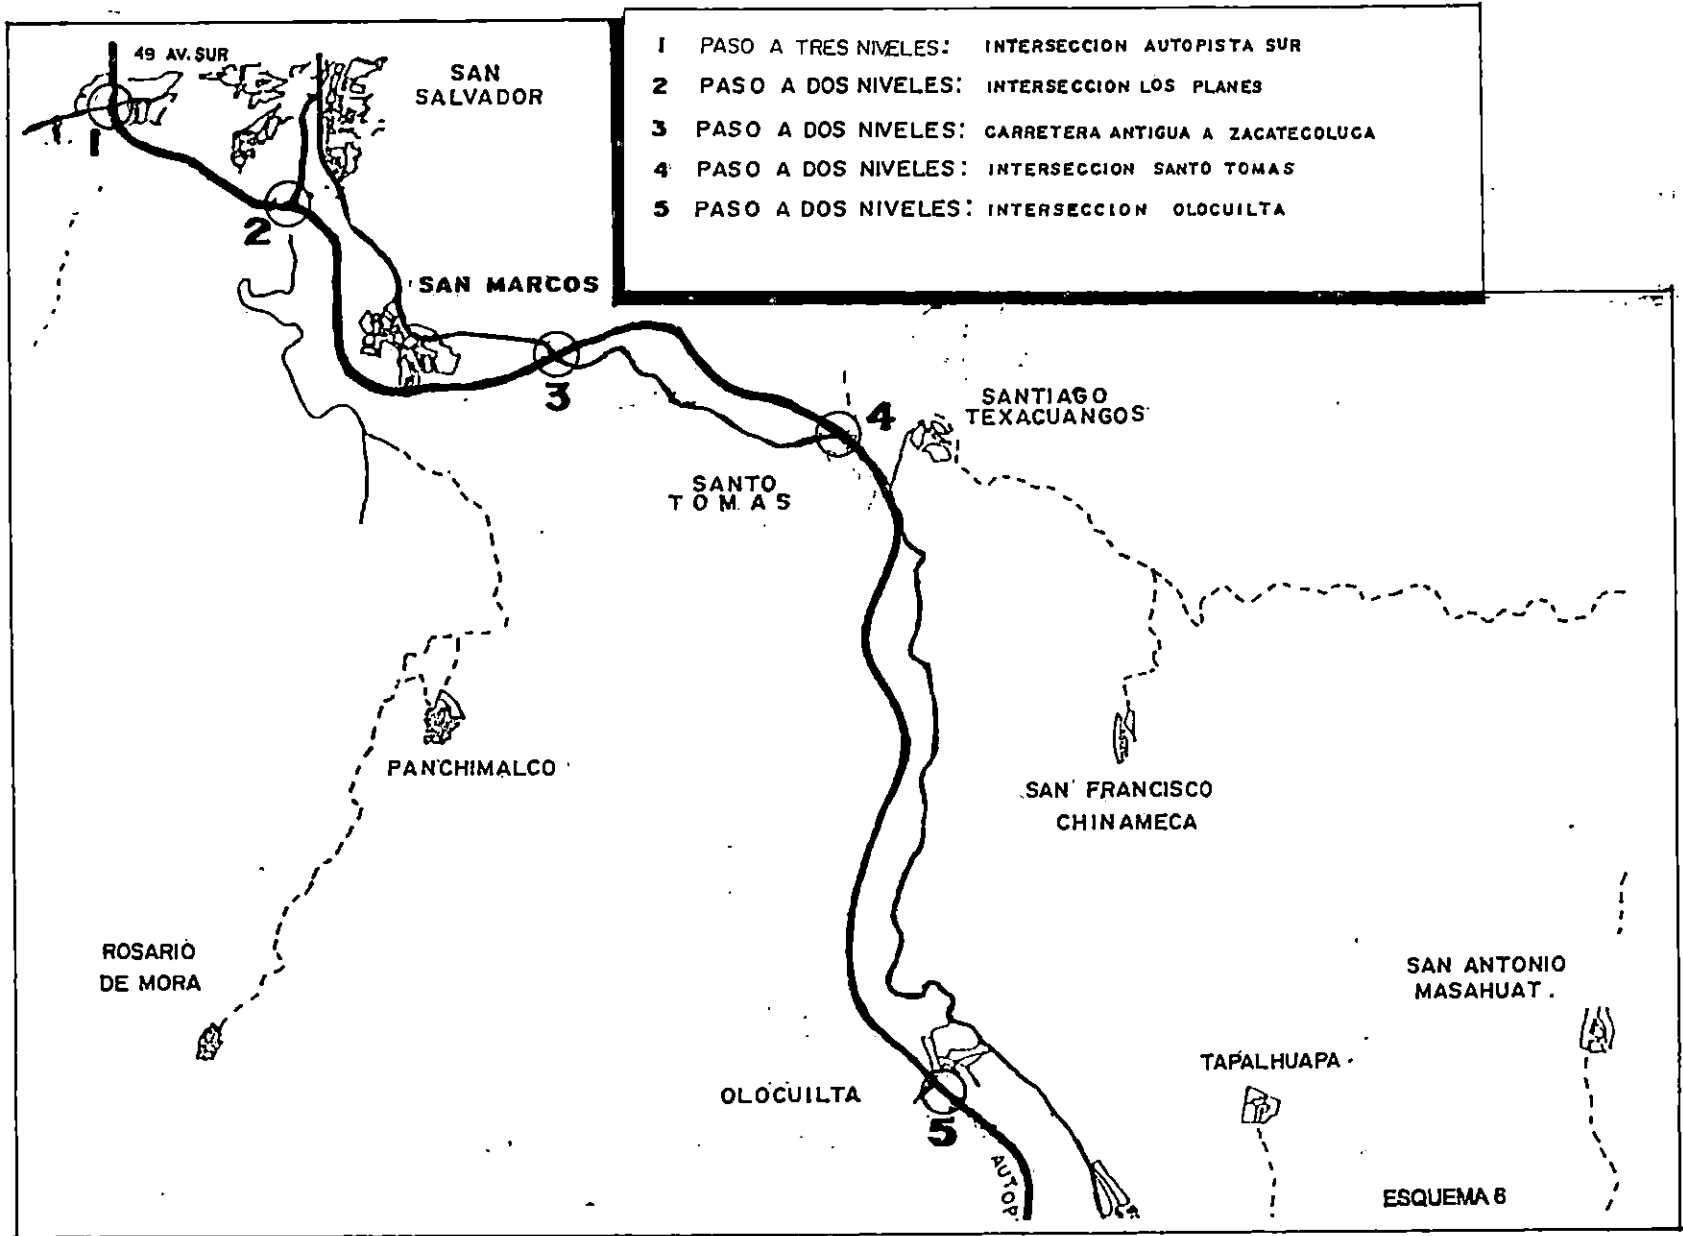 1 PASO A TRES NIVELES: INTERSECCION AUTOPISTA SUR
2 PASO A DOS NIVELES: INTERSECCION LOS PLANES
3 PASO A DOS NIVELES: CARRETERA ANTIGUA A ZACATECOLUCA
4 PASO A DOS NIVELES: INTERSECCION SANTO TOMAS
5 PASO A DOS NIVELES: INTERSECCION OLOCUILTA
49 AV. SUR
SAN
SALVADOR
1
2
SAN MARCOS
3
4
SANTIAGO
TEXACUANGOS
SANTO
TOMAS
PANCHIMALCO
SAN FRANCISCO
CHINAMECA
ROSARIO
DE MORA
SAN ANTONIO
MASAHUAT.
TAPALHUAPA
OLOCUILTA
5
AUTOP.
ESQUEMA 6